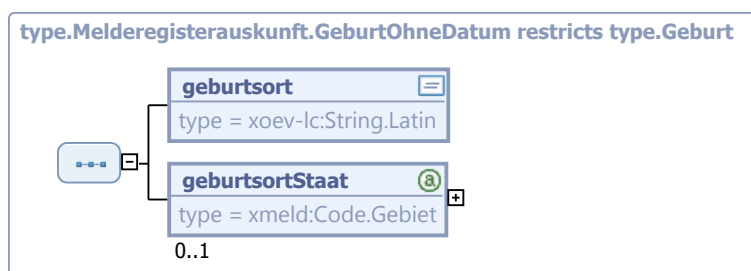 type.Melderegisterauskunft.GeburtOhneDatum restricts type.Geburt
geburtsort
type = xoev-lc:String.Latin
geburtsortStaat
type = xmeld:Code.Gebiet
0..1